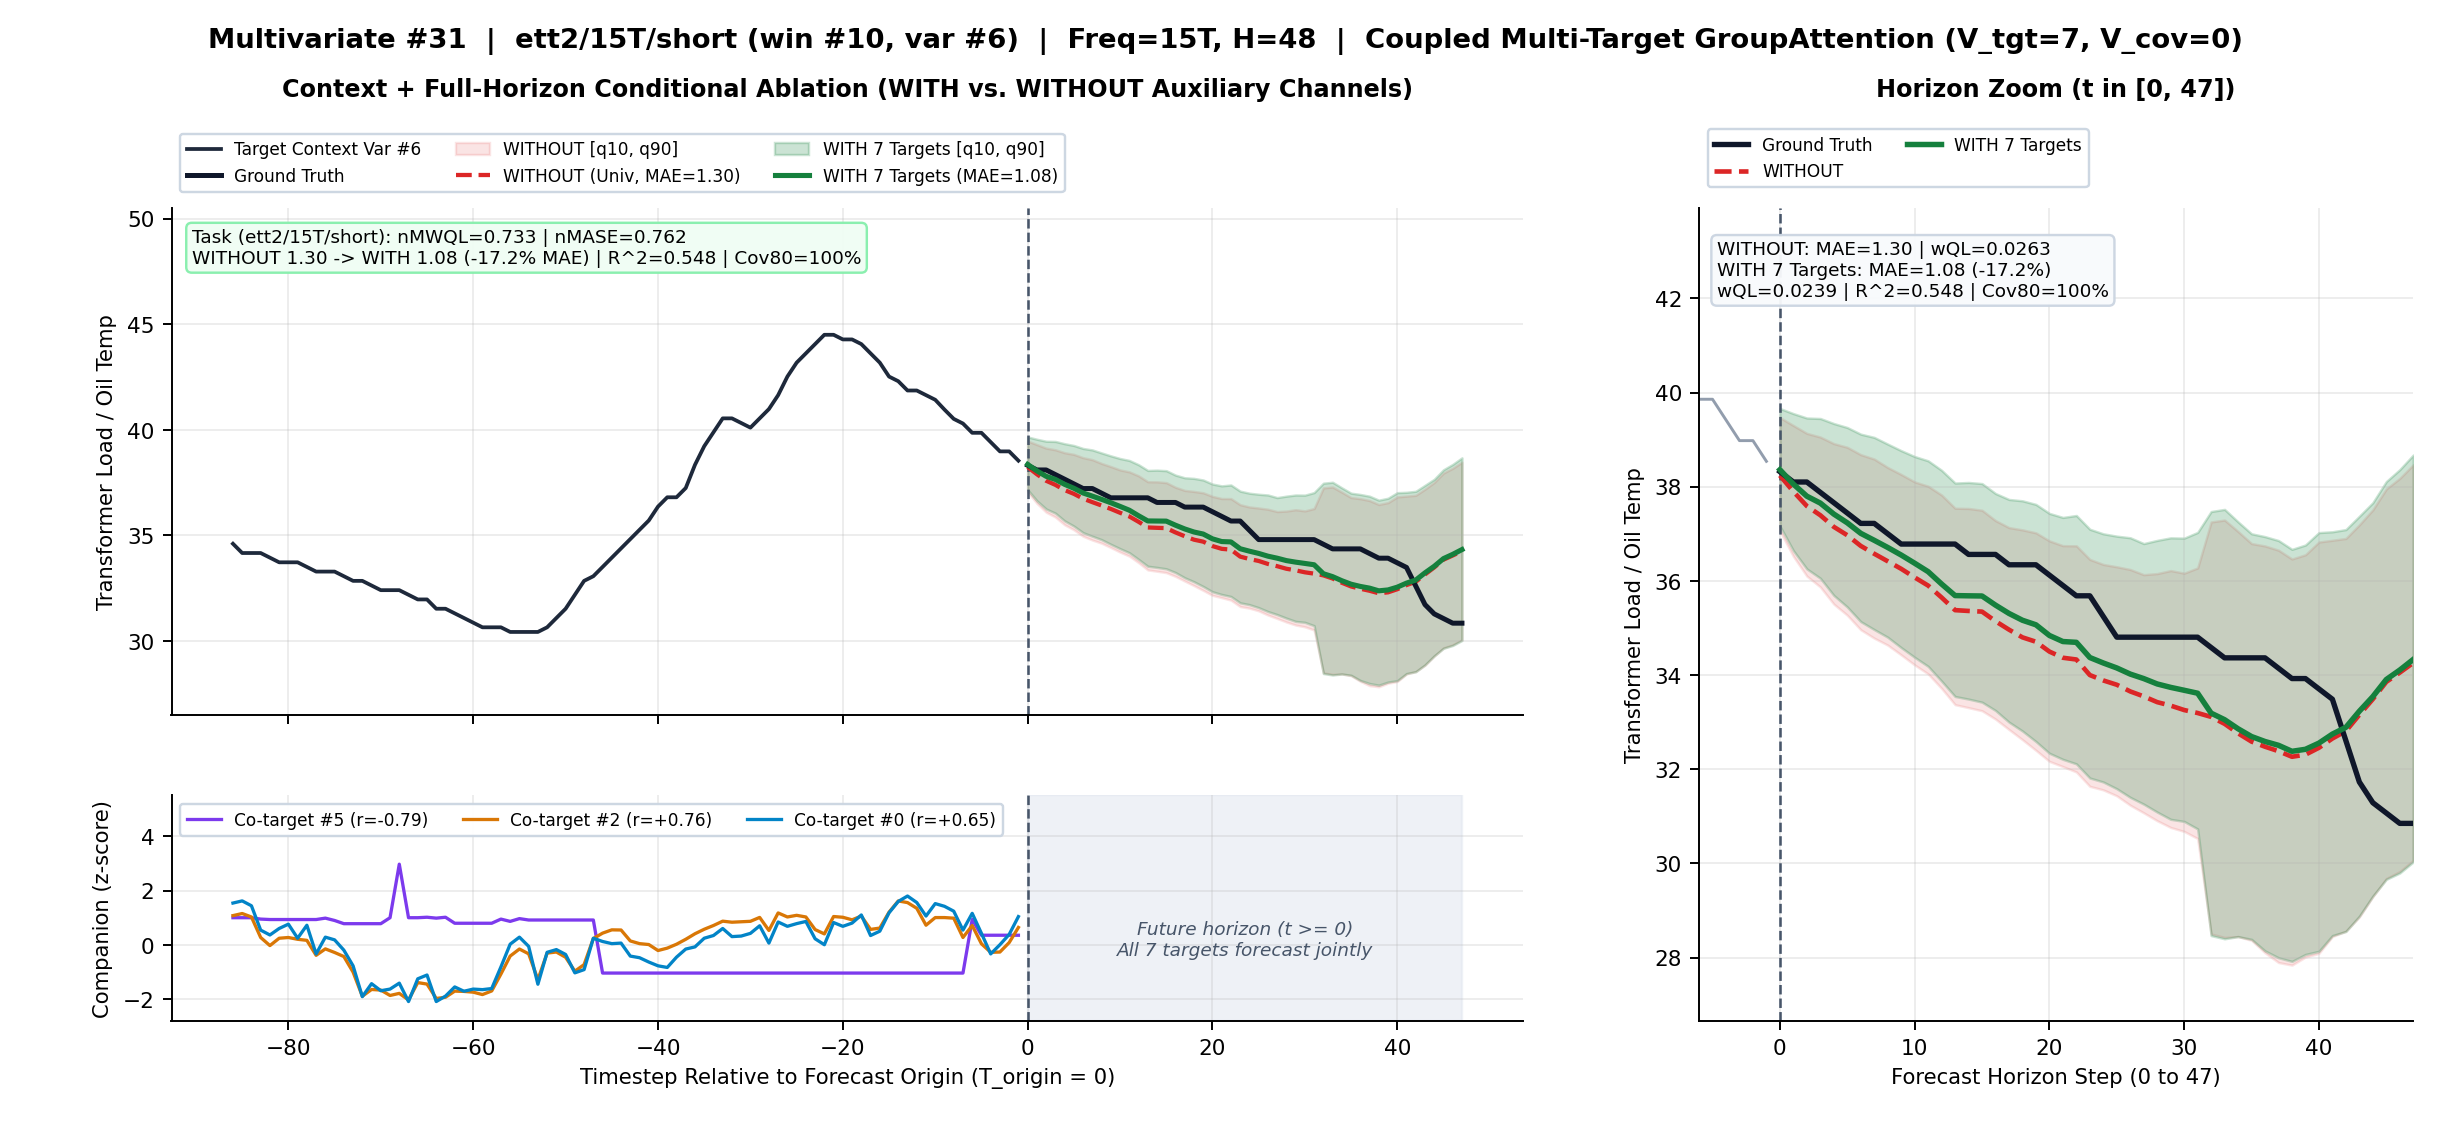 Multivariate #31 | ett2/15T/short (win #10, var #6) | Freq=15T, H=48 | Coupled Multi-Target GroupAttention (V_tgt=7, V_cov=0)
Context + Full-Horizon Conditional Ablation (WITH vs. WITHOUT Auxiliary Channels)
Target Context Var #6
Ground Truth
WITHOUT [q10, q90]
WITHOUT (Univ, MAE=1.30)
WITH 7 Targets [q10, q90]
WITH 7 Targets (MAE=1.08)
Task (ett2/15T/short): nMWQL=0.733 | nMASE=0.762
WITHOUT 1.30 -> WITH 1.08 (-17.2% MAE) | R^2=0.548 | Cov80=100%
Transformer Load / Oil Temp
50
45
40
35
30
Co-target #5 (r=-0.79)
Co-target #2 (r=+0.76)
Co-target #0 (r=+0.65)
Companion (z-score)
4
2
0
−2
Future horizon (t >= 0)
All 7 targets forecast jointly
−80
−60
−40
−20
0
20
40
Timestep Relative to Forecast Origin (T_origin = 0)
Horizon Zoom (t in [0, 47])
Ground Truth
WITHOUT
WITH 7 Targets
WITHOUT: MAE=1.30 | wQL=0.0263
WITH 7 Targets: MAE=1.08 (-17.2%)
wQL=0.0239 | R^2=0.548 | Cov80=100%
Transformer Load / Oil Temp
42
40
38
36
34
32
30
28
0
10
20
30
40
Forecast Horizon Step (0 to 47)